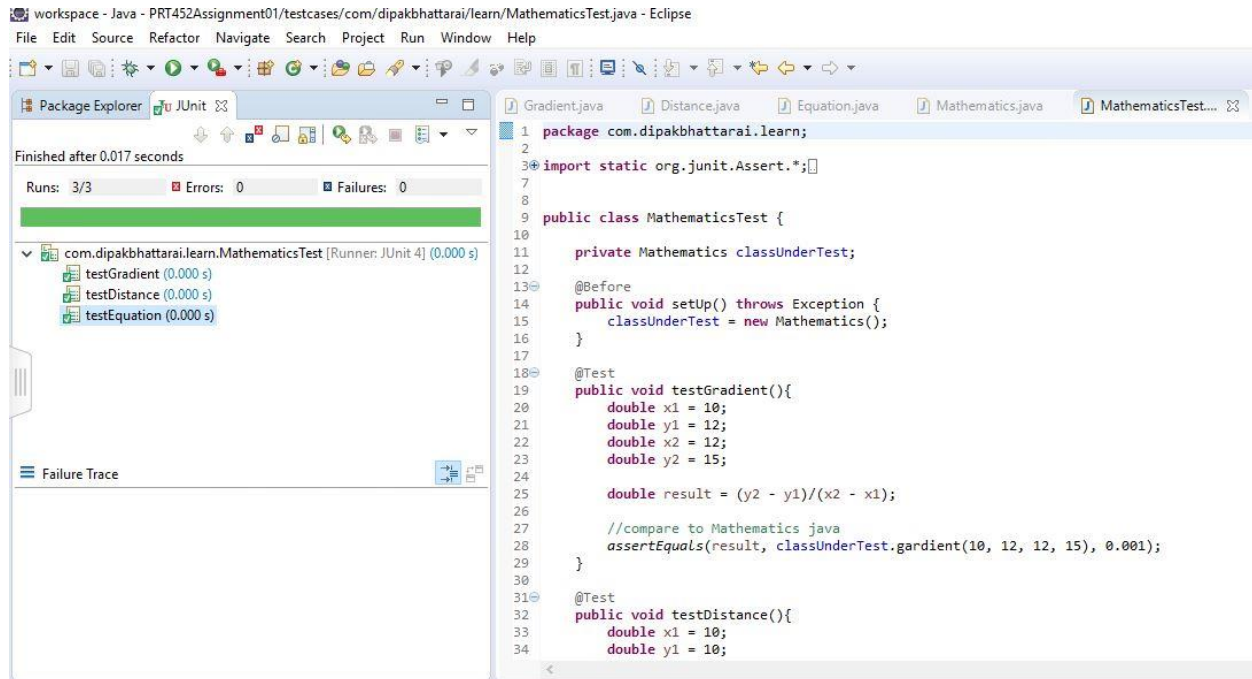 workspace - Java - PRT452Assignment01/testcases/com/dipakbhattarai/learn/MathematicsTest.java - Eclipse
File Edit Source Refactor Navigate Search Project Run Window Help
Package Explorer JUnit
Finished after 0.017 seconds
Runs: 3/3 Errors: 0 Failures: 0
com.dipakbhattarai.learn.MathematicsTest [Runner: JUnit 4] (0.000 s)
testGradient (0.000 s)
testDistance (0.000 s)
testEquation (0.000 s)
Failure Trace
Gradient.java Distance.java Equation.java Mathematics.java MathematicsTest....
1 package com.dipakbhattarai.learn;
2
3 import static org.junit.Assert.*;
7
8
9 public class MathematicsTest {
10
11 private Mathematics classUnderTest;
12
13 @Before
14 public void setUp() throws Exception {
15 classUnderTest = new Mathematics();
16 }
17
18 @Test
19 public void testGradient(){
20 double x1 = 10;
21 double y1 = 12;
22 double x2 = 12;
23 double y2 = 15;
24
25 double result = (y2 - y1)/(x2 - x1);
26
27 //compare to Mathematics java
28 assertEquals(result, classUnderTest.gardient(10, 12, 12, 15), 0.001);
29 }
30
31 @Test
32 public void testDistance(){
33 double x1 = 10;
34 double y1 = 10;